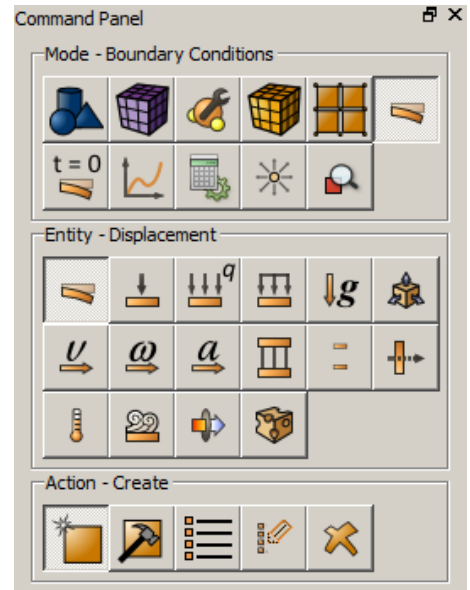 Command Panel
Mode - Boundary Conditions
t = 0
Entity - Displacement
q
g
υ ω a
Action - Create